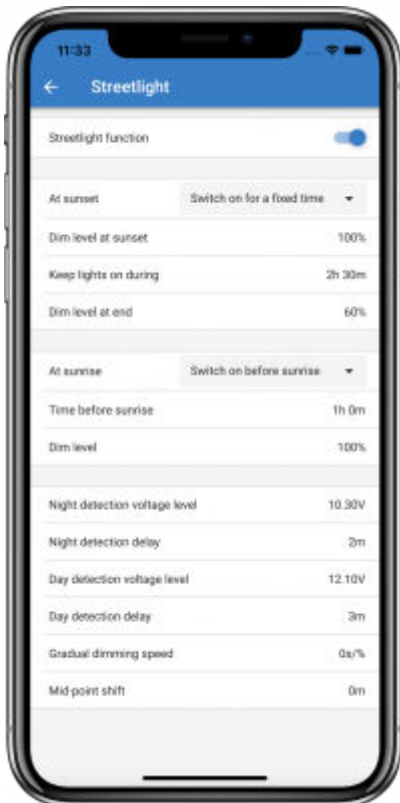 11:33
Streetlight
Streetlight function
At sunset Switch on for a fixed time
Dim level at sunset 100%
Keep lights on during 2h 30m
Dim level at end 60%
At sunrise Switch on before sunrise
Time before sunrise 1h 0m
Dim level 100%
Night detection voltage level 10.30V
Night detection delay 2m
Day detection voltage level 12.10V
Day detection delay 3m
Gradual dimming speed 0s/%
Mid-point shift 0m